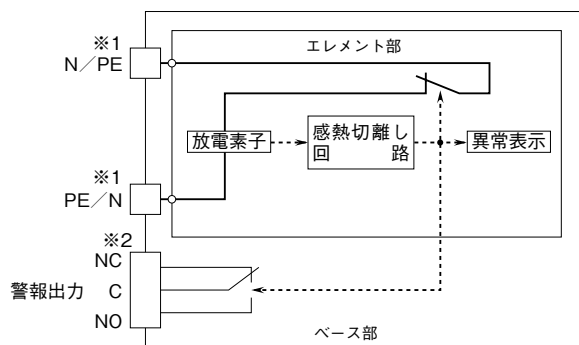 エレメント部
※1
N／PE
放電素子
感熱切離し
回路
異常表示
※1
PE／N
※2
NC
警報出力
C
NO
ベース部